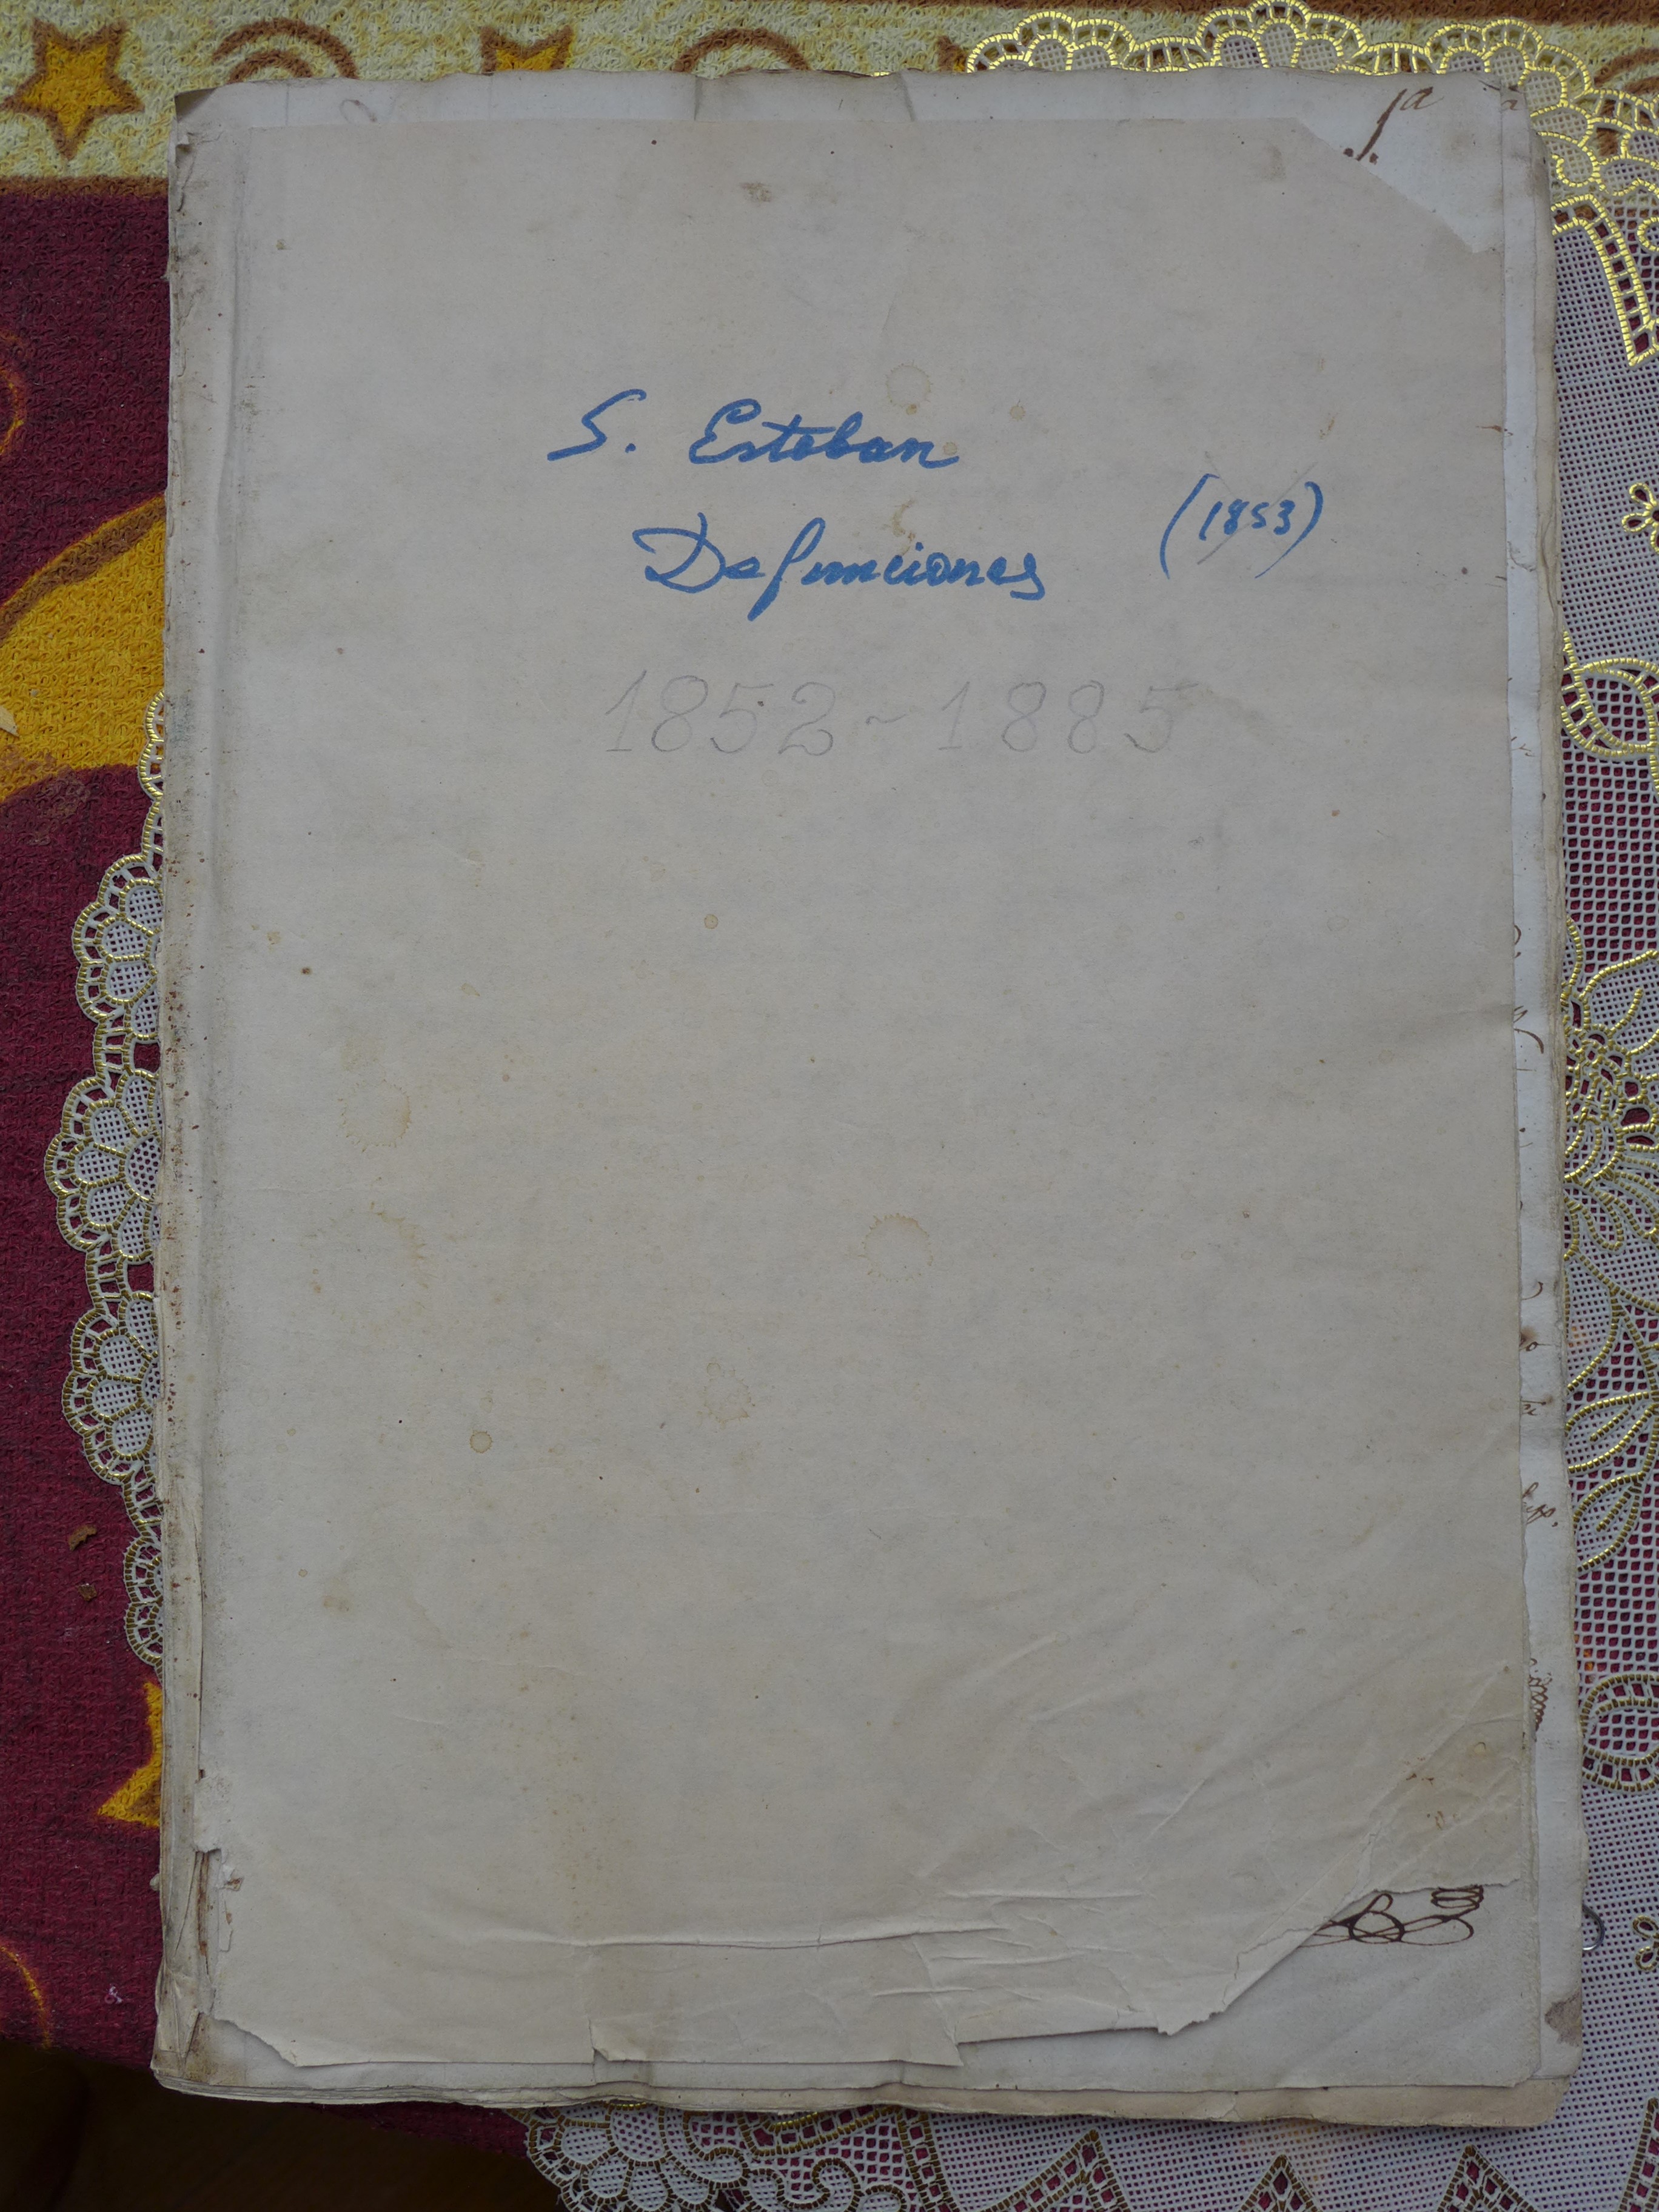 S. Esteban
Defunciones (1853)
1852-1885